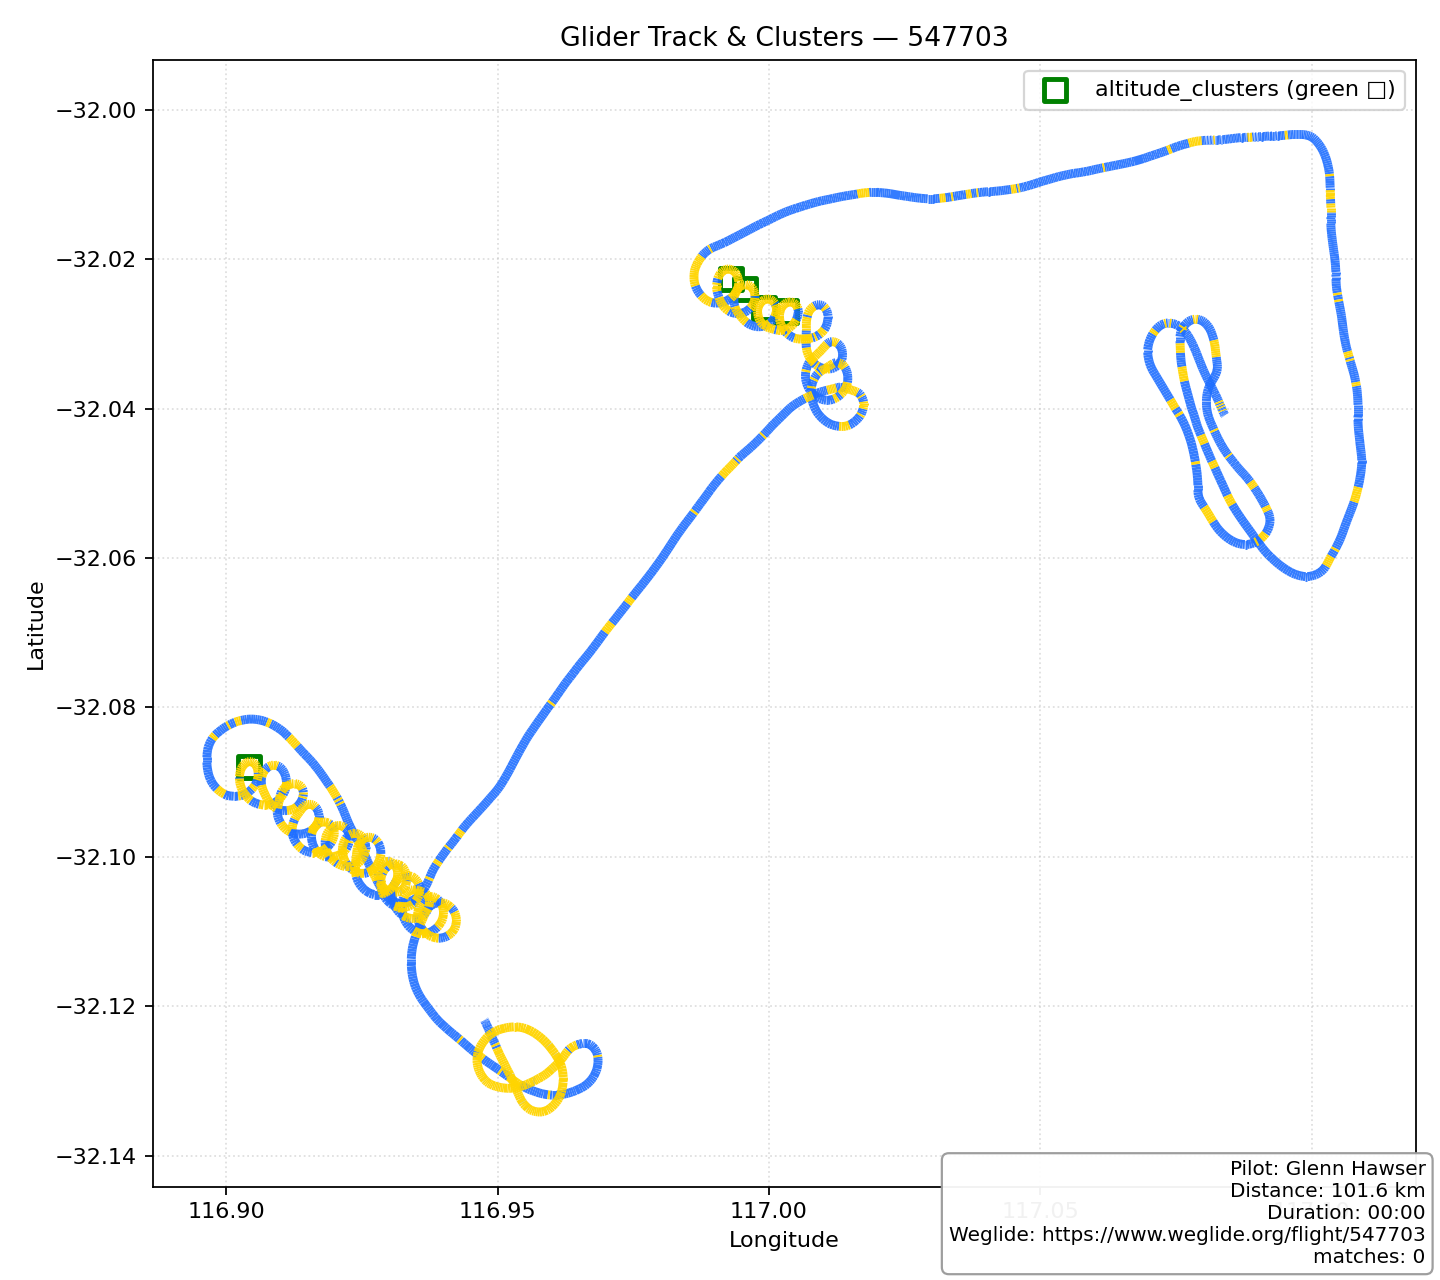 Glider Track & Clusters — 547703
altitude_clusters (green □)
−32.00
−32.02
−32.04
−32.06
−32.08
−32.10
−32.12
−32.14
Latitude
116.90
116.95
117.00
117.05
Longitude
Pilot: Glenn Hawser
Distance: 101.6 km
Duration: 00:00
Weglide: https://www.weglide.org/flight/547703
matches: 0